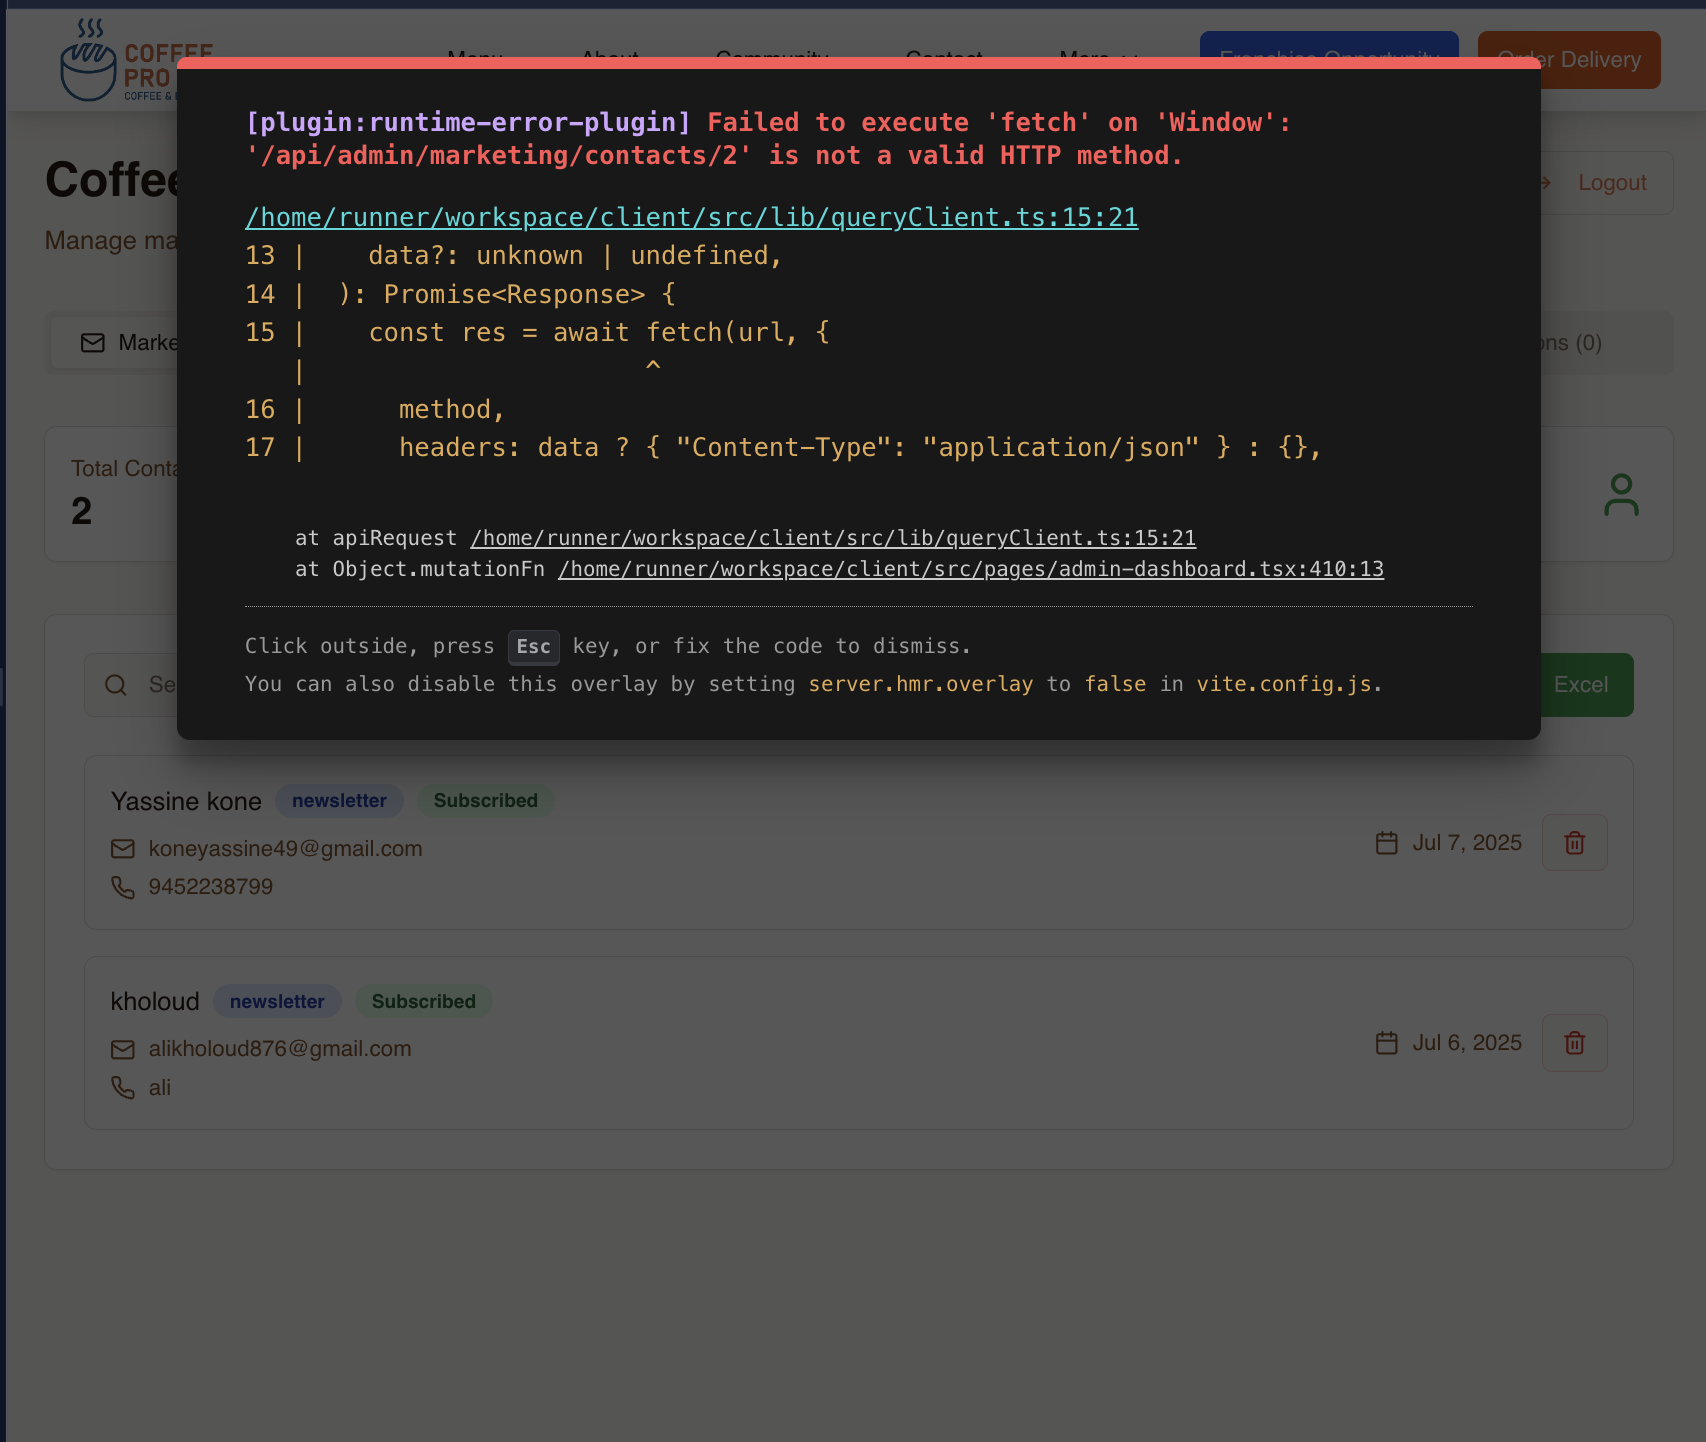 COFFEE
PRO
COFFEE &
Menu About Community Contact More Franchise Opportunity Order Delivery
[plugin:runtime-error-plugin] Failed to execute 'fetch' on 'Window':
'/api/admin/marketing/contacts/2' is not a valid HTTP method.
Coffee
Logout
Manage ma
/home/runner/workspace/client/src/lib/queryClient.ts:15:21
13 |    data?: unknown | undefined,
14 |  ): Promise<Response> {
15 |    const res = await fetch(url, {
   |                      ^
16 |      method,
17 |      headers: data ? { "Content-Type": "application/json" } : {},
Marke
ons (0)
Total Conta
2
at apiRequest /home/runner/workspace/client/src/lib/queryClient.ts:15:21
at Object.mutationFn /home/runner/workspace/client/src/pages/admin-dashboard.tsx:410:13
Click outside, press Esc key, or fix the code to dismiss.
You can also disable this overlay by setting server.hmr.overlay to false in vite.config.js.
Se
Excel
Yassine kone newsletter Subscribed
koneyassine49@gmail.com
9452238799
Jul 7, 2025
kholoud newsletter Subscribed
alikholoud876@gmail.com
ali
Jul 6, 2025